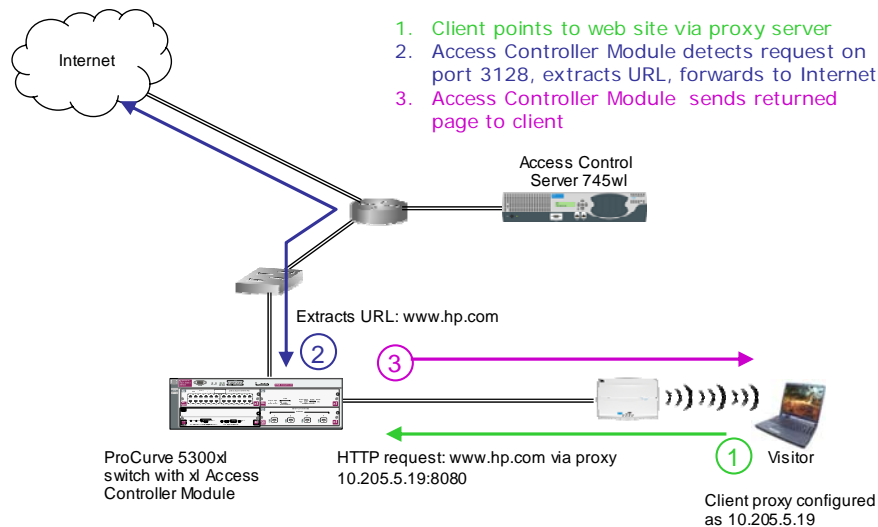 1. Client points to web site via proxy server
2. Access Controller Module detects request on
port 3128, extracts URL, forwards to Internet
3. Access Controller Module sends returned
page to client
Internet
Access Control
Server 745wl
Extracts URL: www.hp.com
2
3
ProCurve 5300xl
switch with xl Access
Controller Module
HTTP request: www.hp.com via proxy
10.205.5.19:8080
1
Visitor
Client proxy configured
as 10.205.5.19